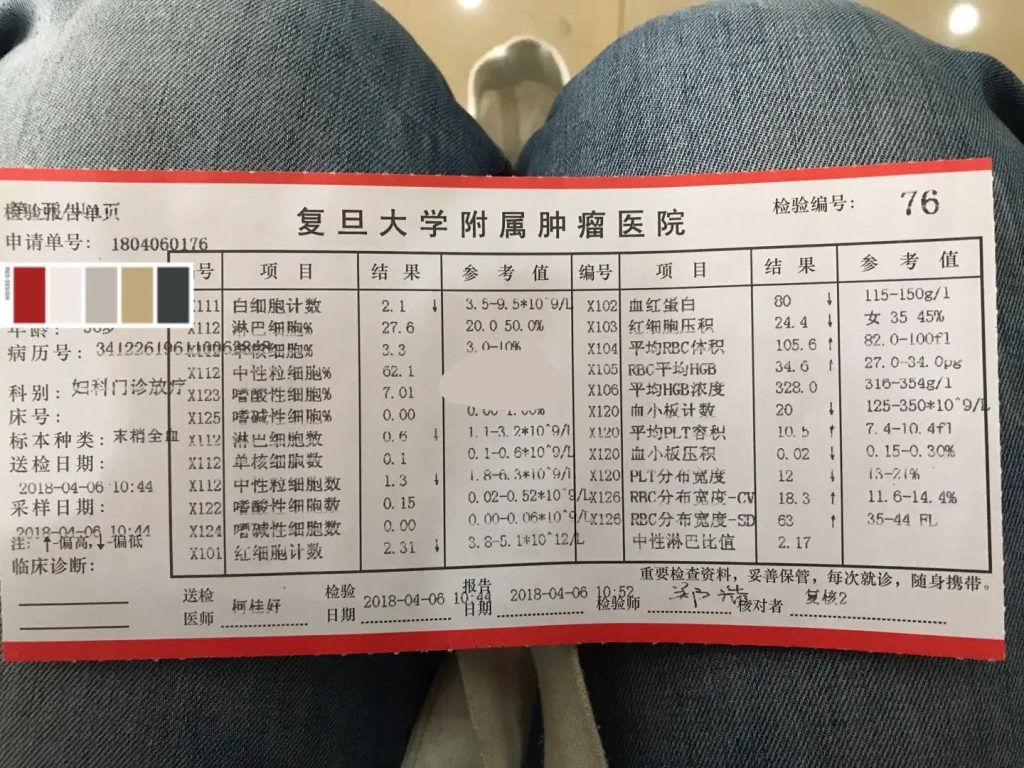 检验报告单
复旦大学附属肿瘤医院
检验编号: 76
申请单号: 1804060176
年龄:
病历号:
科别: 妇科门诊放疗
床号:
标本种类: 末梢全血
送检日期:
2018-04-06 10:44
采样日期:
2018-04-06 10:44
注: ↑-偏高,↓-偏低
临床诊断:
号 项目 结果 参考值 编号 项目 结果 参考值
X111 白细胞计数 2.1 ↓ 3.5-9.5*10^9/L X102 血红蛋白 80 ↓ 115-150g/l
X112 淋巴细胞% 27.6 20.0 50.0% X103 红细胞压积 24.4 ↓ 女 35 45%
X112 单核细胞% 3.3 3.0-10% X104 平均RBC体积 105.6 ↑ 82.0-100fl
X112 中性粒细胞% 62.1 X105 RBC平均HGB 34.6 ↑ 27.0-34.0pg
X123 嗜酸性细胞% 7.01 X106 平均HGB浓度 328.0 316-354g/l
X125 嗜碱性细胞% 0.00 0.00-1.00% X120 血小板计数 20 ↓ 125-350*10^9/L
X112 淋巴细胞数 0.6 ↓ 1.1-3.2*10^9/l X120 平均PLT容积 10.5 ↑ 7.4-10.4fl
X112 单核细胞数 0.1 0.1-0.6*10^9/L X120 血小板压积 0.02 ↓ 0.15-0.30%
X112 中性粒细胞数 1.3 ↓ 1.8-6.3*10^9/l X120 PLT分布宽度 12 ↓ 13-21%
X122 嗜酸性细胞数 0.15 0.02-0.52*10^9/L X126 RBC分布宽度-CV 18.3 ↑ 11.6-14.4%
X124 嗜碱性细胞数 0.00 0.00-0.06*10^9/L X126 RBC分布宽度-SD 63 ↑ 35-44 FL
X101 红细胞计数 2.31 ↓ 3.8-5.1*10^12/L 中性淋巴比值 2.17
重要检查资料，妥善保管，每次就诊，随身携带。
送检医师 柯桂好 检验日期 2018-04-06 10:44 报告日期 2018-04-06 10:52 检验师 核对者 复核2